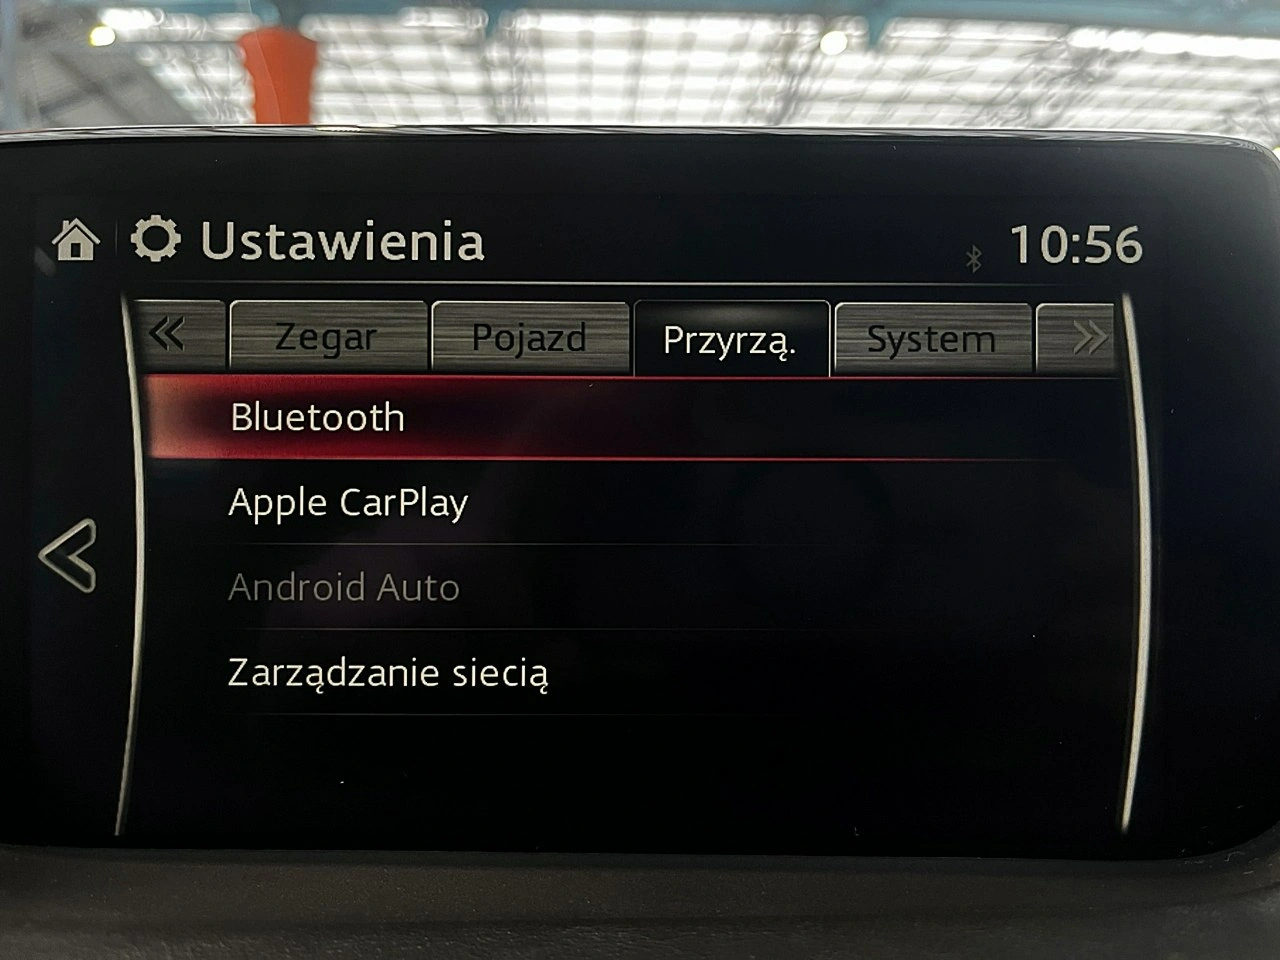 Ustawienia 10:56
Zegar Pojazd Przyrzą. System
Bluetooth
Apple CarPlay
Android Auto
Zarządzanie siecią